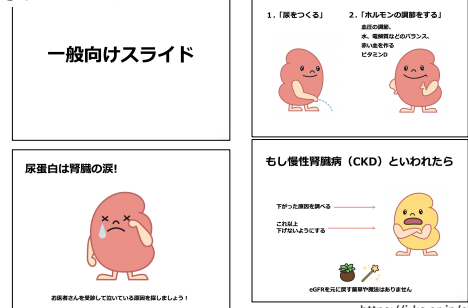 一般向けスライド
1.「尿をつくる」
2.「ホルモンの調節をする」
血圧の調節、
水、電解質などのバランス、
赤い血を作る
ビタミンD
尿蛋白は腎臓の涙!
お医者さんを受診して泣いている原因を探しましょう!
もし慢性腎臓病（CKD）といわれたら
下がった原因を調べる
これ以上
下げないようにする
eGFRを元に戻す薬草や魔法はありません